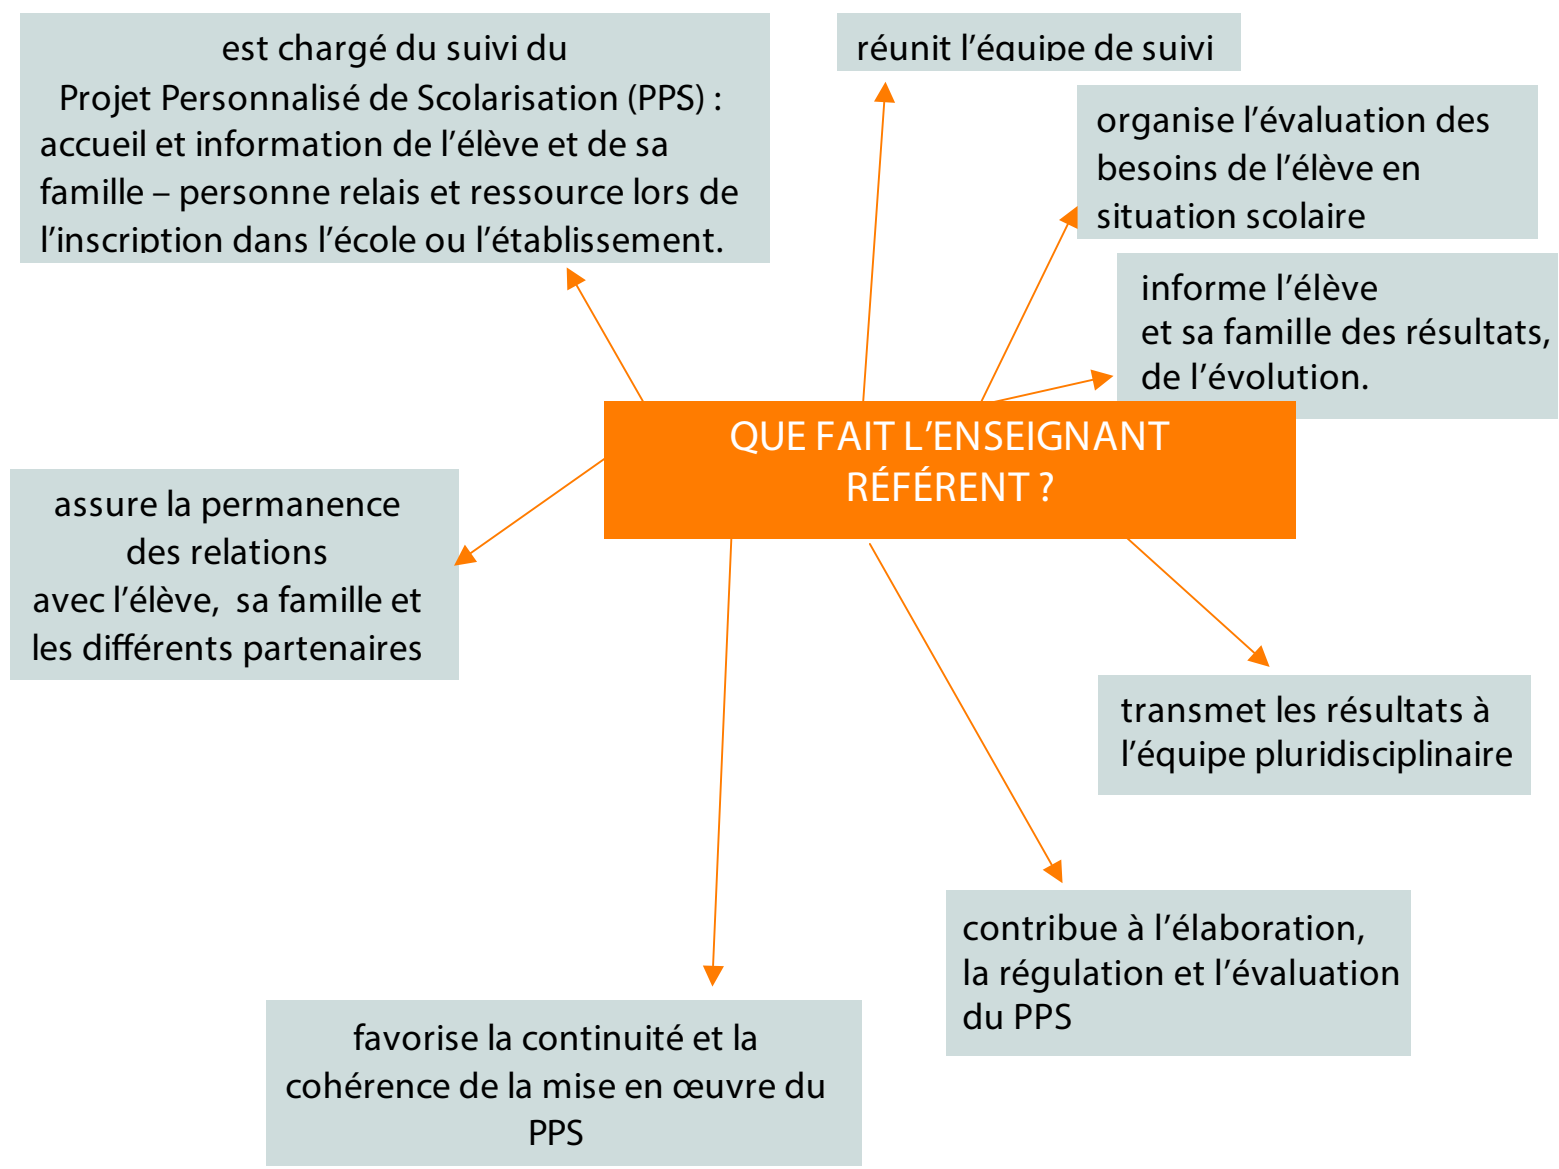 est chargé du suivi du
Projet Personnalisé de Scolarisation (PPS) :
accueil et information de l’élève et de sa
famille – personne relais et ressource lors de
l’inscription dans l’école ou l’établissement.
réunit l’équipe de suivi
organise l’évaluation des
besoins de l’élève en
situation scolaire
informe l’élève
et sa famille des résultats,
de l’évolution.
QUE FAIT L’ENSEIGNANT
RÉFÉRENT ?
assure la permanence
des relations
avec l’élève, sa famille et
les différents partenaires
transmet les résultats à
l’équipe pluridisciplinaire
contribue à l’élaboration,
la régulation et l’évaluation
du PPS
favorise la continuité et la
cohérence de la mise en œuvre du
PPS